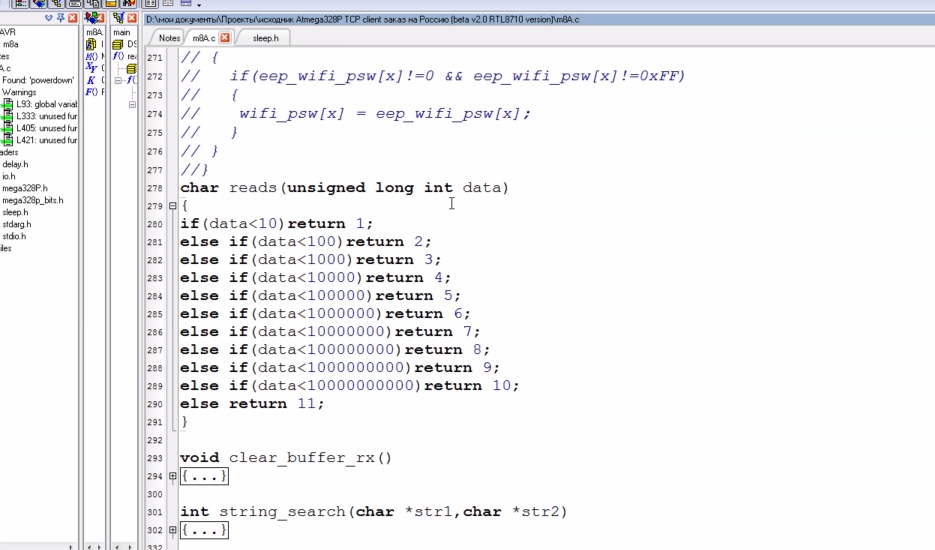 D:\мои документы\Проекты\исходник Atmega328P TCP client заказ на Россию (beta v2.0 RTL8710 version)\m8A.c
AVR
m8a
Found: 'powerdown'
Warnings
L93: global variab
L333: unused fur
L405: unused fur
L421: unused fur
aders
delay.h
io.h
mega328P.h
mega328p_bits.h
sleep.h
stdarg.h
stdio.h
m8A.
main
Notes m8A.c sleep.h
271 // {
272 // if(eep_wifi_psw[x]!=0 && eep_wifi_psw[x]!=0xFF)
273 // {
274 // wifi_psw[x] = eep_wifi_psw[x];
275 // }
276 // }
277 //}
278 char reads(unsigned long int data)
279 {
280 if(data<10)return 1;
281 else if(data<100)return 2;
282 else if(data<1000)return 3;
283 else if(data<10000)return 4;
284 else if(data<100000)return 5;
285 else if(data<1000000)return 6;
286 else if(data<10000000)return 7;
287 else if(data<100000000)return 8;
288 else if(data<1000000000)return 9;
289 else if(data<10000000000)return 10;
290 else return 11;
291 }
292
293 void clear_buffer_rx()
294 {...}
300
301 int string_search(char *str1,char *str2)
302 {...}
332